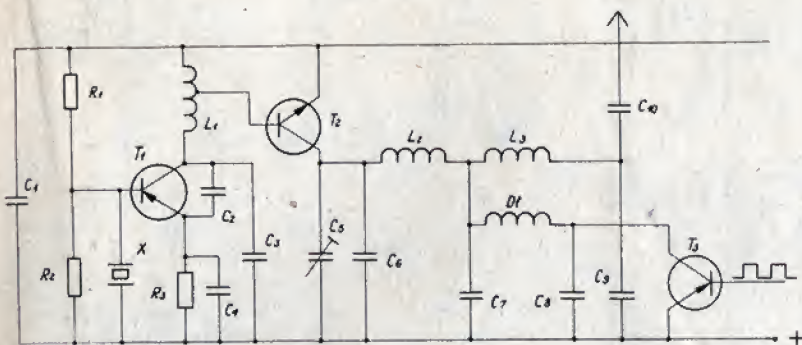 C₁
R₁
R₂
T₁
X
L₁
C₂
R₃
C₄
C₃
T₂
C₅
C₆
L₂
L₃
C₇
Dł
C₈
C₉
C₁₀
T₃
+